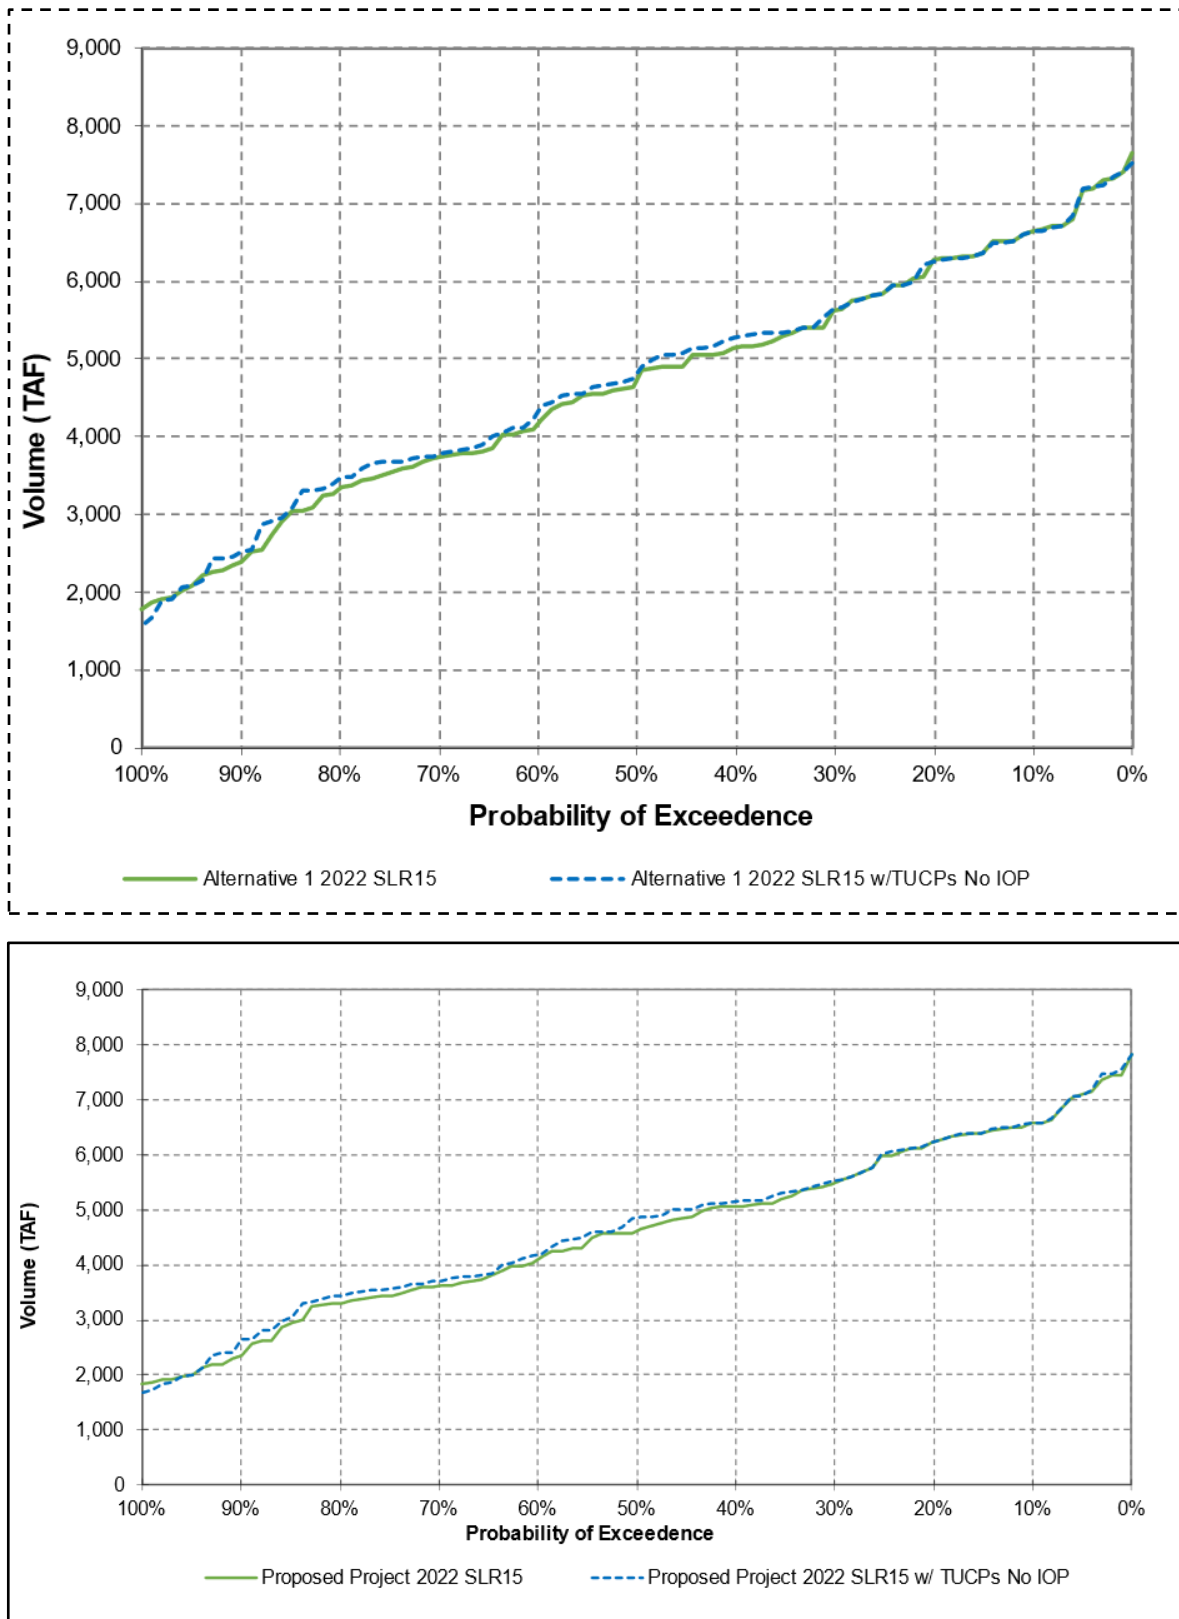 9,000
8,000
7,000
6,000
5,000
4,000
3,000
2,000
1,000
0
Volume (TAF)
100% 90% 80% 70% 60% 50% 40% 30% 20% 10% 0%
Probability of Exceedence
Alternative 1 2022 SLR15 Alternative 1 2022 SLR15 w/TUCPs No IOP
9,000
8,000
7,000
6,000
5,000
4,000
3,000
2,000
1,000
0
Volume (TAF)
100% 90% 80% 70% 60% 50% 40% 30% 20% 10% 0%
Probability of Exceedence
Proposed Project 2022 SLR15 Proposed Project 2022 SLR15 w/ TUCPs No IOP